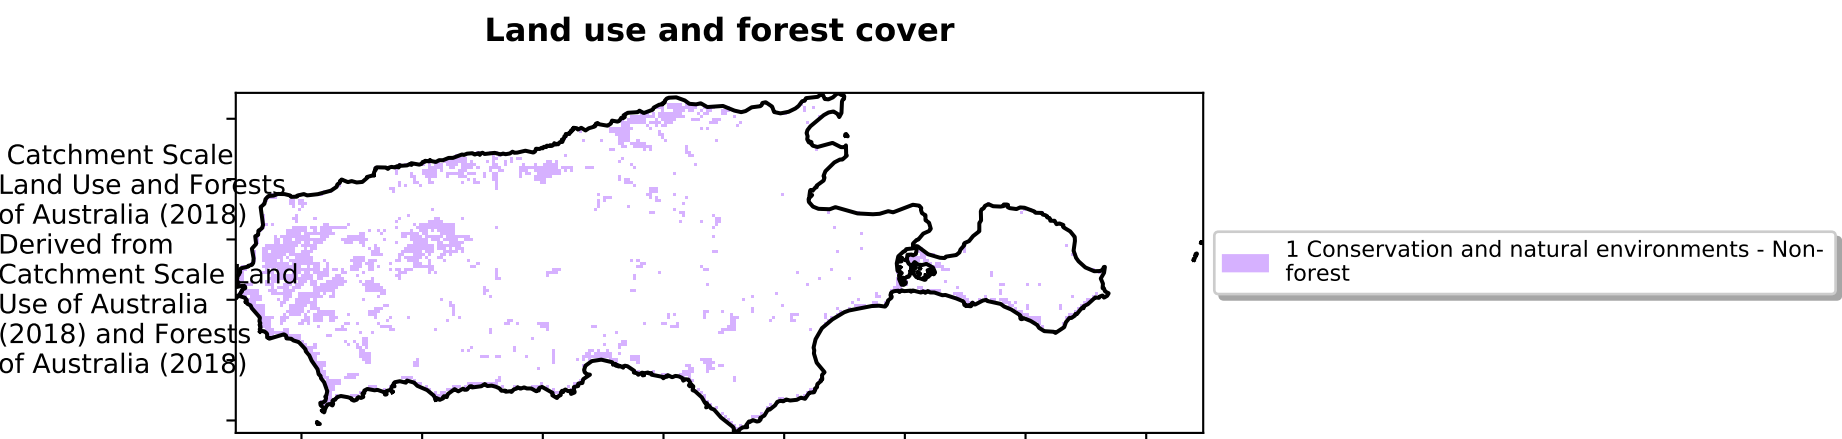 Land use and forest cover
Catchment Scale
Land Use and Forests
of Australia (2018)
Derived from
Catchment Scale Land
Use of Australia
(2018) and Forests
of Australia (2018)
1 Conservation and natural environments - Non-
forest